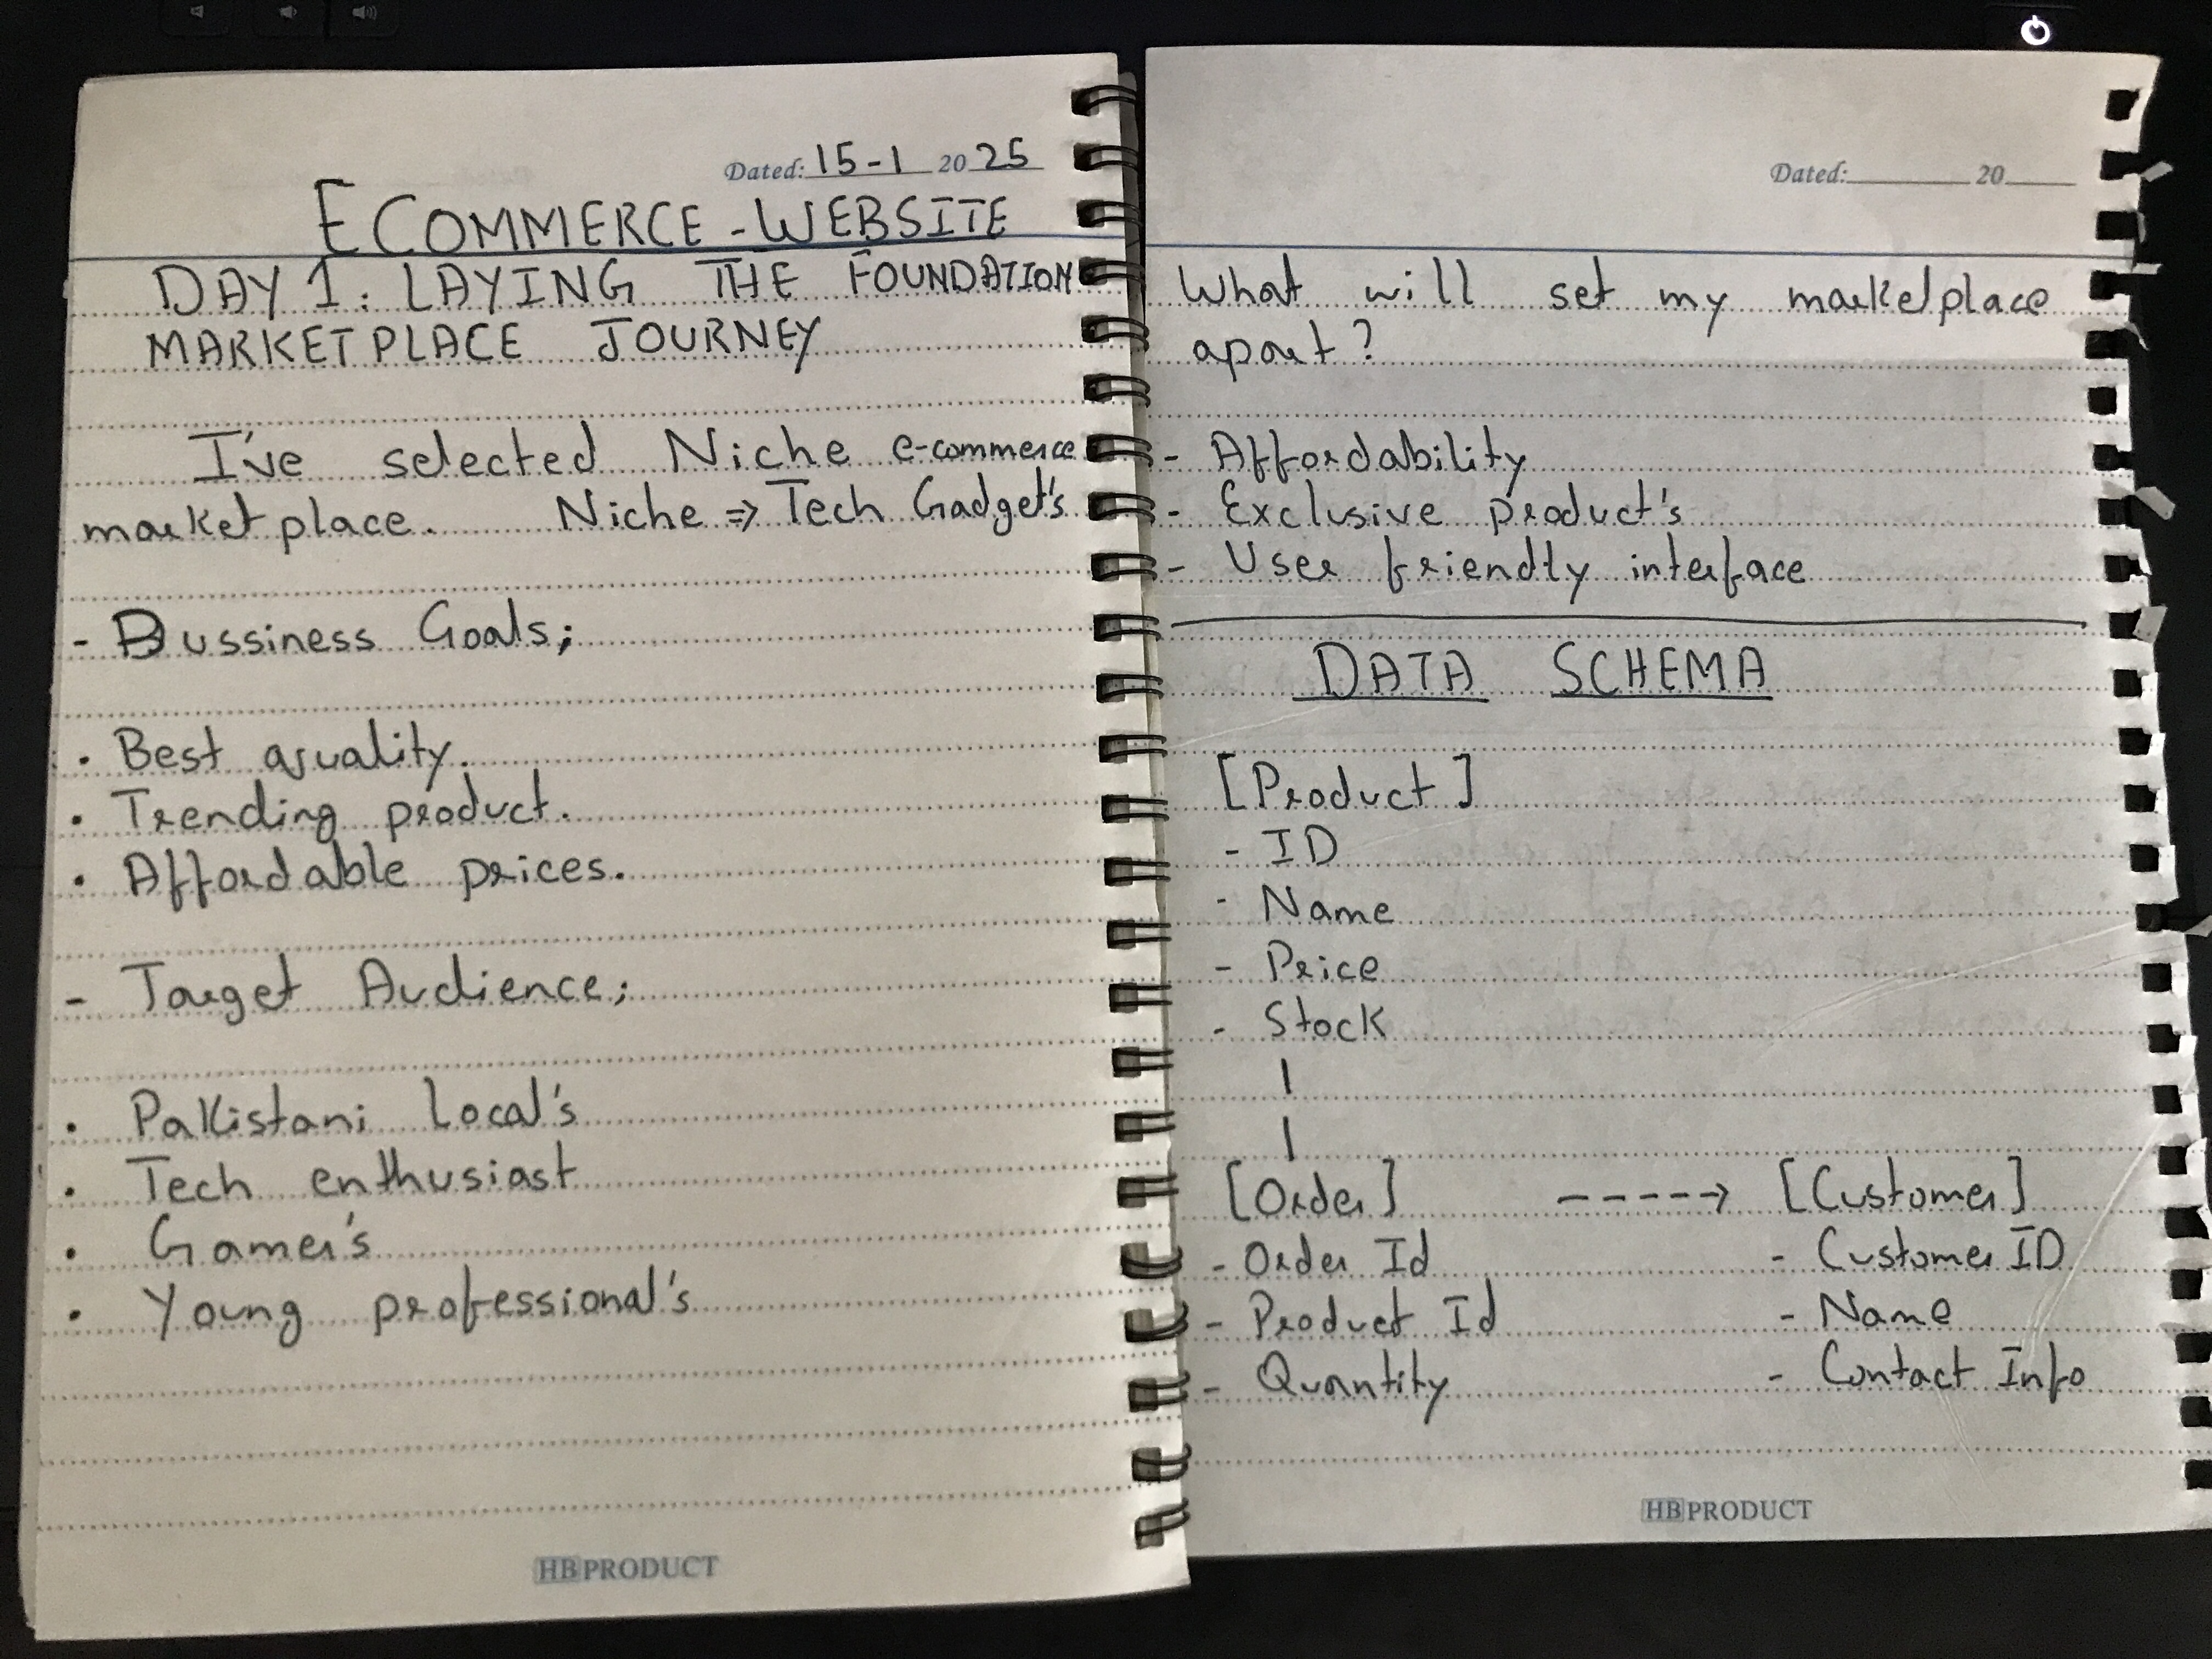 Dated: 15-1 2025
ECOMMERCE - WEBSITE
DAY 1: LAYING THE FOUNDATION
MARKETPLACE JOURNEY
I've selected Niche e-commerce
market place. Niche => Tech Gadget's
- Bussiness Goals;
• Best quality.
• Trending product.
• Affordable prices.
- Target Audience;
• Pakistani Local's
• Tech enthusiast
• Gamer's
• Young professional's
HB PRODUCT
Dated: 20
What will set my marketplace
apart?
- Affordability
- Exclusive product's
- User friendly interface
DATA SCHEMA
[Product]
- ID
- Name
- Price
- Stock
|
|
[Order] -----> [Customer]
- Order Id - Customer ID
- Product Id - Name
- Quantity - Contact Info
HB PRODUCT